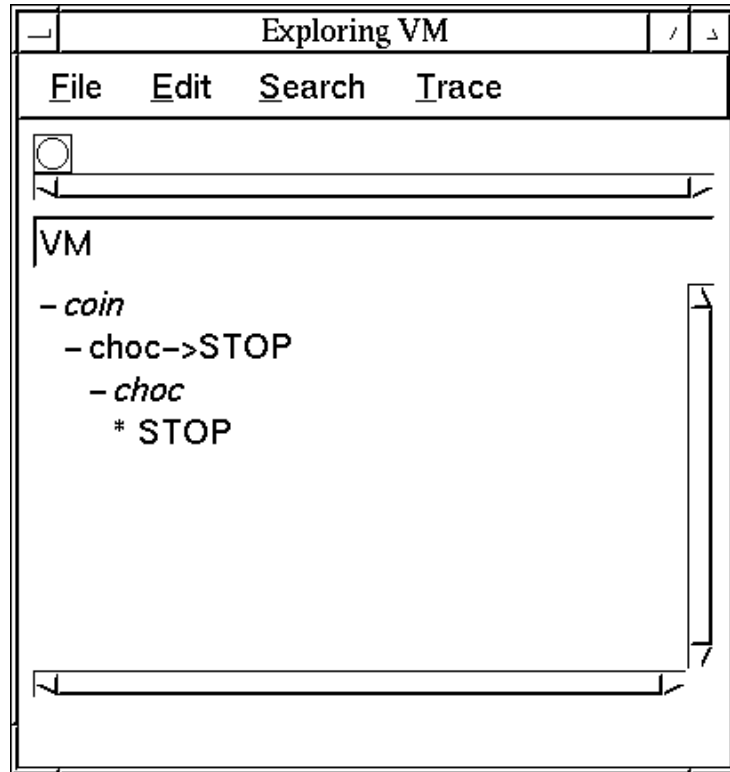 Exploring VM
File Edit Search Trace
VM
– coin
– choc->STOP
– choc
* STOP